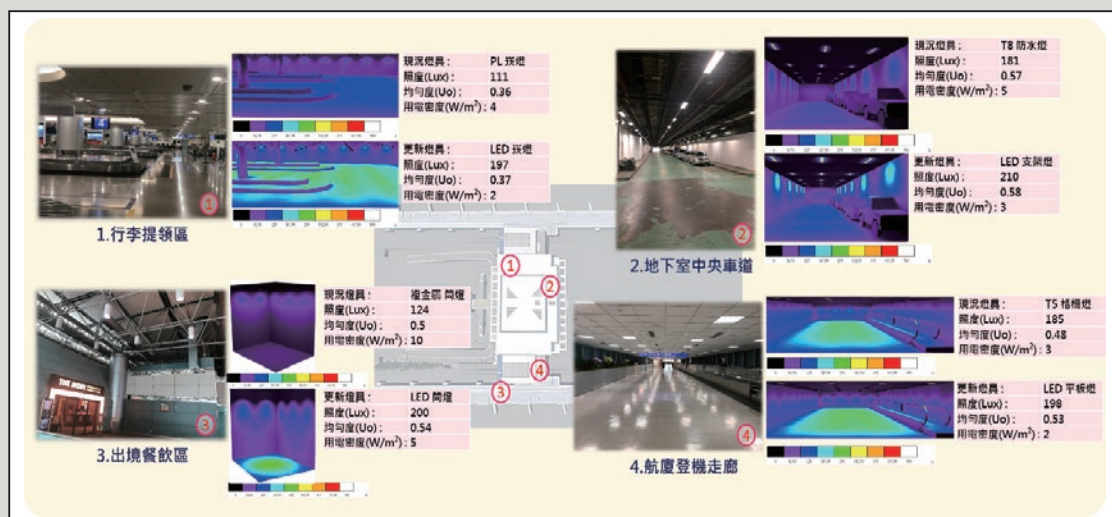 現況燈具： PL 崁燈
照度(Lux)： 111
均勻度(Uo)： 0.36
用電密度(W/m²)： 4
更新燈具： LED 崁燈
照度(Lux)： 197
均勻度(Uo)： 0.37
用電密度(W/m²)： 2
4
1
1.行李提領區
現況燈具： T8 防水燈
照度(Lux)： 181
均勻度(Uo)： 0.57
用電密度(W/m²)： 5
更新燈具： LED 支架燈
照度(Lux)： 210
均勻度(Uo)： 0.58
用電密度(W/m²)： 3
2
2.地下室中央車道
1
2
4
3
現況燈具： 複金屬 筒燈
照度(Lux)： 124
均勻度(Uo)： 0.5
用電密度(W/m²)： 10
更新燈具： LED 筒燈
照度(Lux)： 200
均勻度(Uo)： 0.54
用電密度(W/m²)： 5
3
3.出境餐飲區
現況燈具： T5 格柵燈
照度(Lux)： 185
均勻度(Uo)： 0.48
用電密度(W/m²)： 3
更新燈具： LED 平板燈
照度(Lux)： 198
均勻度(Uo)： 0.53
用電密度(W/m²)： 2
4
4.航廈登機走廊